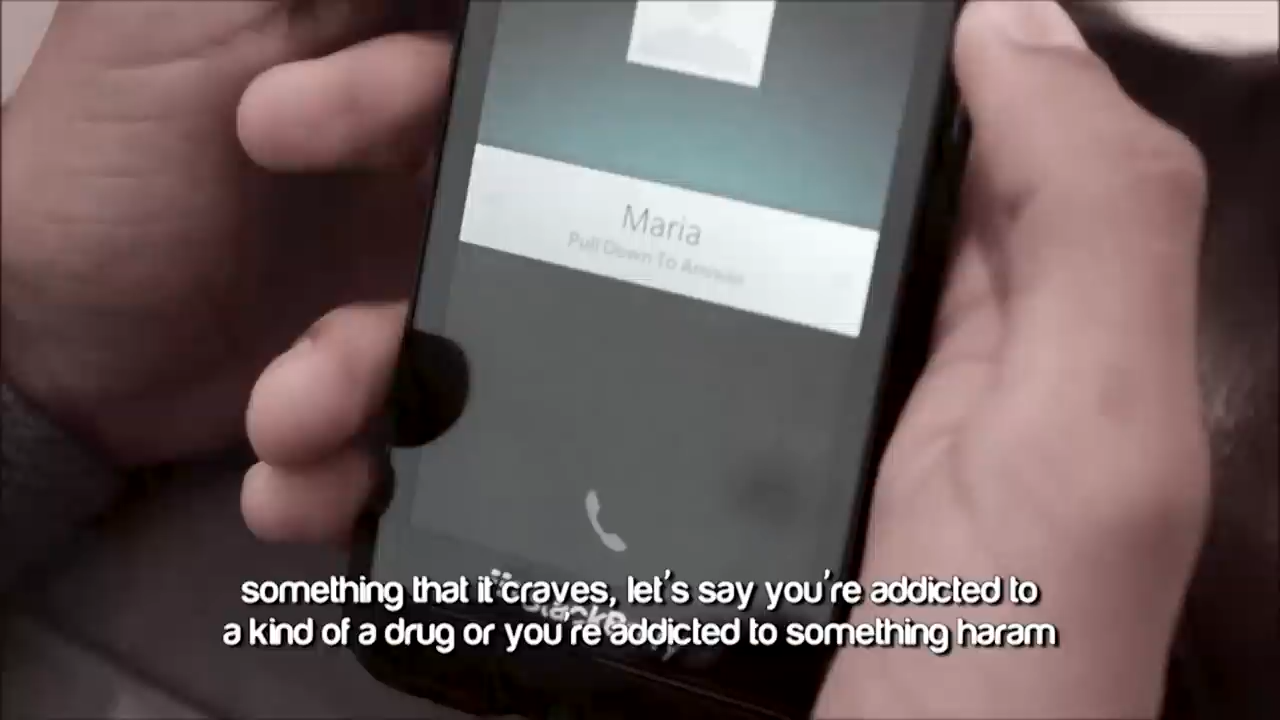 Maria
Pull Down To Answer
something that it craves, let's say you're addicted to
a kind of a drug or you're addicted to something haram
BlackBerry